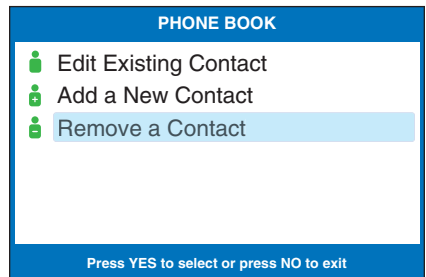 PHONE BOOK
Edit Existing Contact
Add a New Contact
Remove a Contact
Press YES to select or press NO to exit